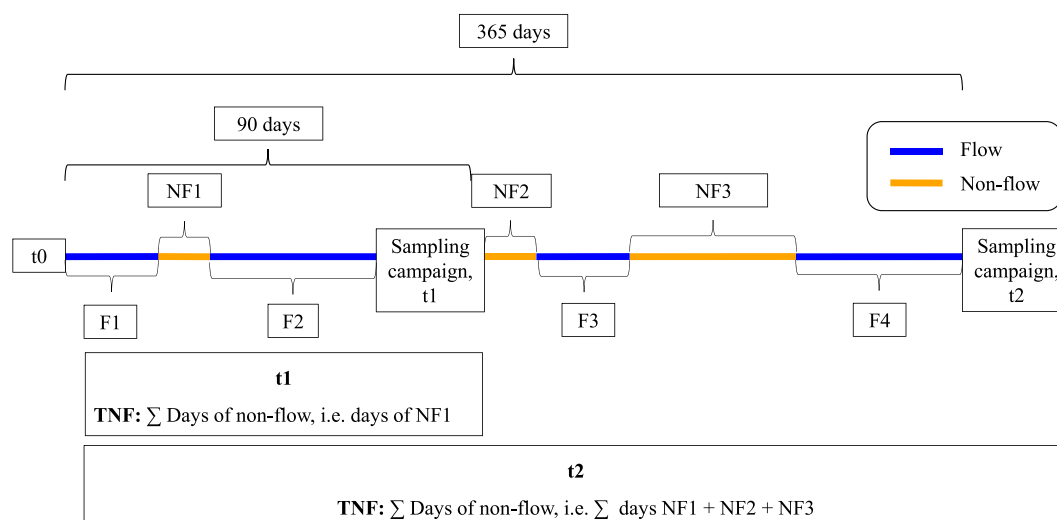 365 days
90 days
Flow
Non-flow
NF1
NF2
NF3
t0
Sampling
campaign,
t1
Sampling
campaign,
t2
F1
F2
F3
F4
t1
TNF: ∑ Days of non-flow, i.e. days of NF1
t2
TNF: ∑ Days of non-flow, i.e. ∑ days NF1 + NF2 + NF3